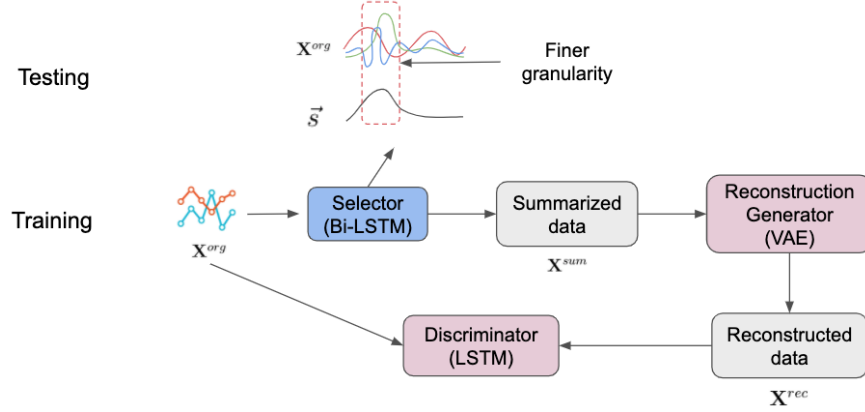 X^{org}
Finer
granularity
Testing
\vec{s}
Training
X^{org}
Selector
(Bi-LSTM)
Summarized
data
X^{sum}
Reconstruction
Generator
(VAE)
Discriminator
(LSTM)
Reconstructed
data
X^{rec}